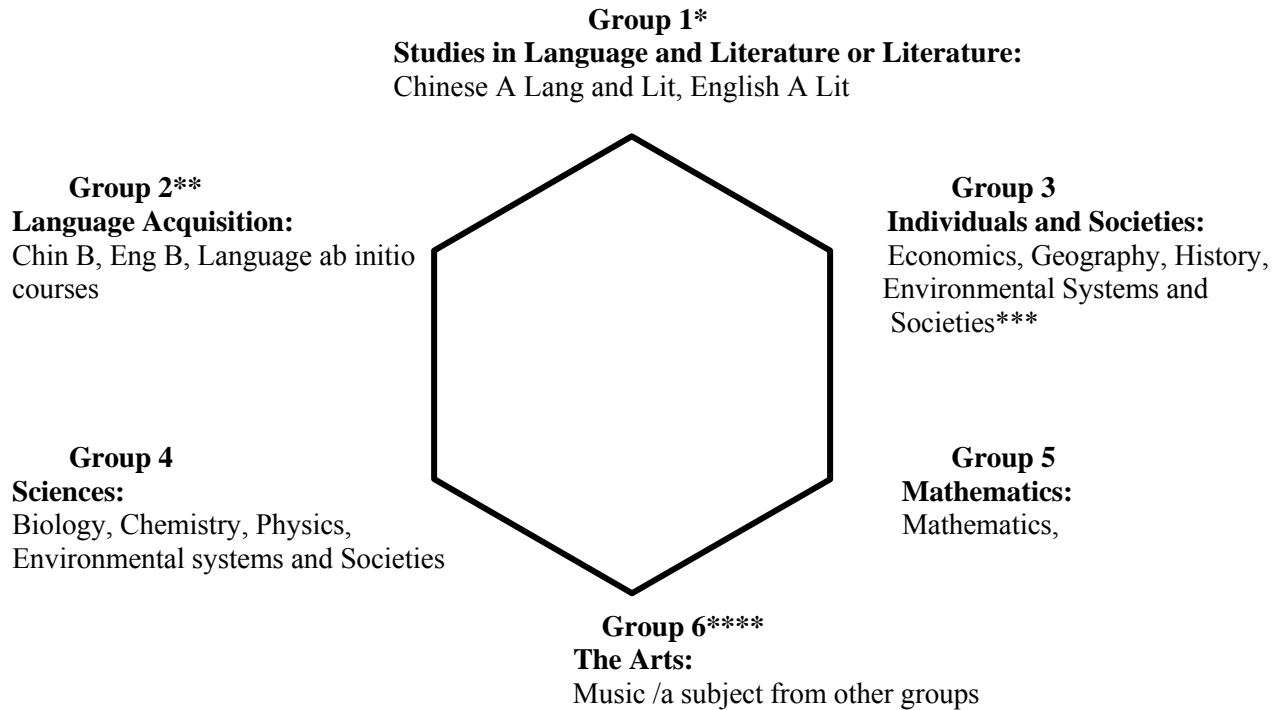 Group 1*
Studies in Language and Literature or Literature:
Chinese A Lang and Lit, English A Lit
Group 2**
Language Acquisition:
Chin B, Eng B, Language ab initio
courses
Group 3
Individuals and Societies:
Economics, Geography, History,
Environmental Systems and
Societies***
Group 4
Sciences:
Biology, Chemistry, Physics,
Environmental systems and Societies
Group 5
Mathematics:
Mathematics,
Group 6****
The Arts:
Music /a subject from other groups